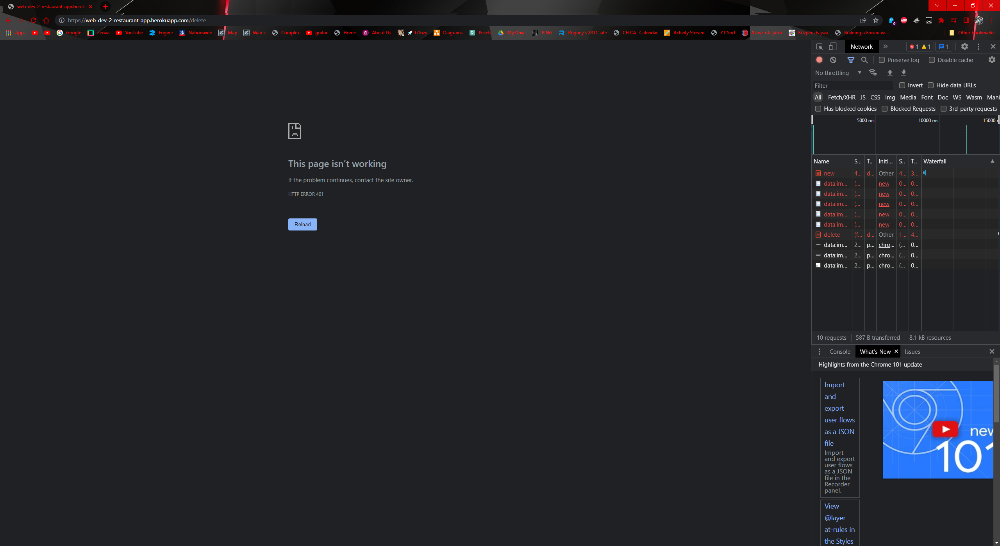 web-dev-2-restaurant-app.herok
https://web-dev-2-restaurant-app.herokuapp.com/delete
Apps Google Zenva YouTube Engine Nationwide Map Wares Complex guitar Home About Us b1nzy Diagrams Pexels My Drive PING Roguey's X3TC site CELCAT Calendar Activity Stream YT Sort Akasztófa játék Közpénzhajsza Building a Forum wi... Other bookmarks
This page isn't working
If the problem continues, contact the site owner.
HTTP ERROR 401
Reload
Network 1 1 1
Preserve log Disable cache
No throttling
Filter Invert Hide data URLs
All Fetch/XHR JS CSS Img Media Font Doc WS Wasm Mani
Has blocked cookies Blocked Requests 3rd-party requests
5000 ms 10000 ms 15000
Name S... T... Initi... S... T... Waterfall
new 4... d... Other 4... 3...
data:im... (... new 0... 0...
data:im... (... new 0... 0...
data:im... (... new 0... 0...
data:im... (... new 0... 0...
data:im... (... new 0... 0...
delete (f... d... Other 1... 4...
data:im... 2... p... chro... (... 0...
data:im... 2... p... chro... (... 0...
data:im... 2... p... chro... (... 0...
10 requests 587 B transferred 8.1 kB resources
Console What's New Issues
Highlights from the Chrome 101 update
Import
and
export
user flows
as a JSON
file
Import
and export
user flows
as a JSON
file in the
Recorder
panel.
new
101
View
@layer
at-rules in
the Styles